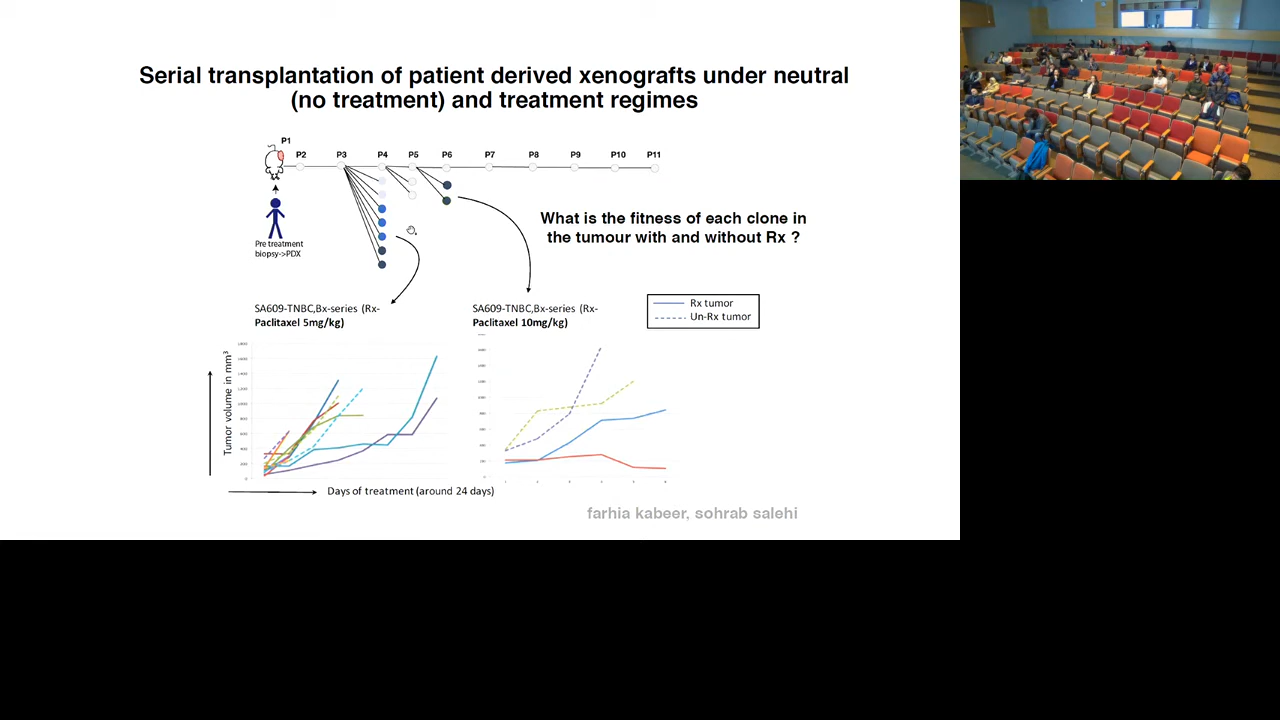 Serial transplantation of patient derived xenografts under neutral
(no treatment) and treatment regimes
P1
P2 P3 P4 P5 P6 P7 P8 P9 P10 P11
Pre treatment
biopsy->PDX
What is the fitness of each clone in
the tumour with and without Rx ?
SA609-TNBC,Bx-series (Rx-
Paclitaxel 5mg/kg)
SA609-TNBC,Bx-series (Rx-
Paclitaxel 10mg/kg)
Rx tumor
Un-Rx tumor
Tumor volume in mm³
Days of treatment (around 24 days)
farhia kabeer, sohrab salehi